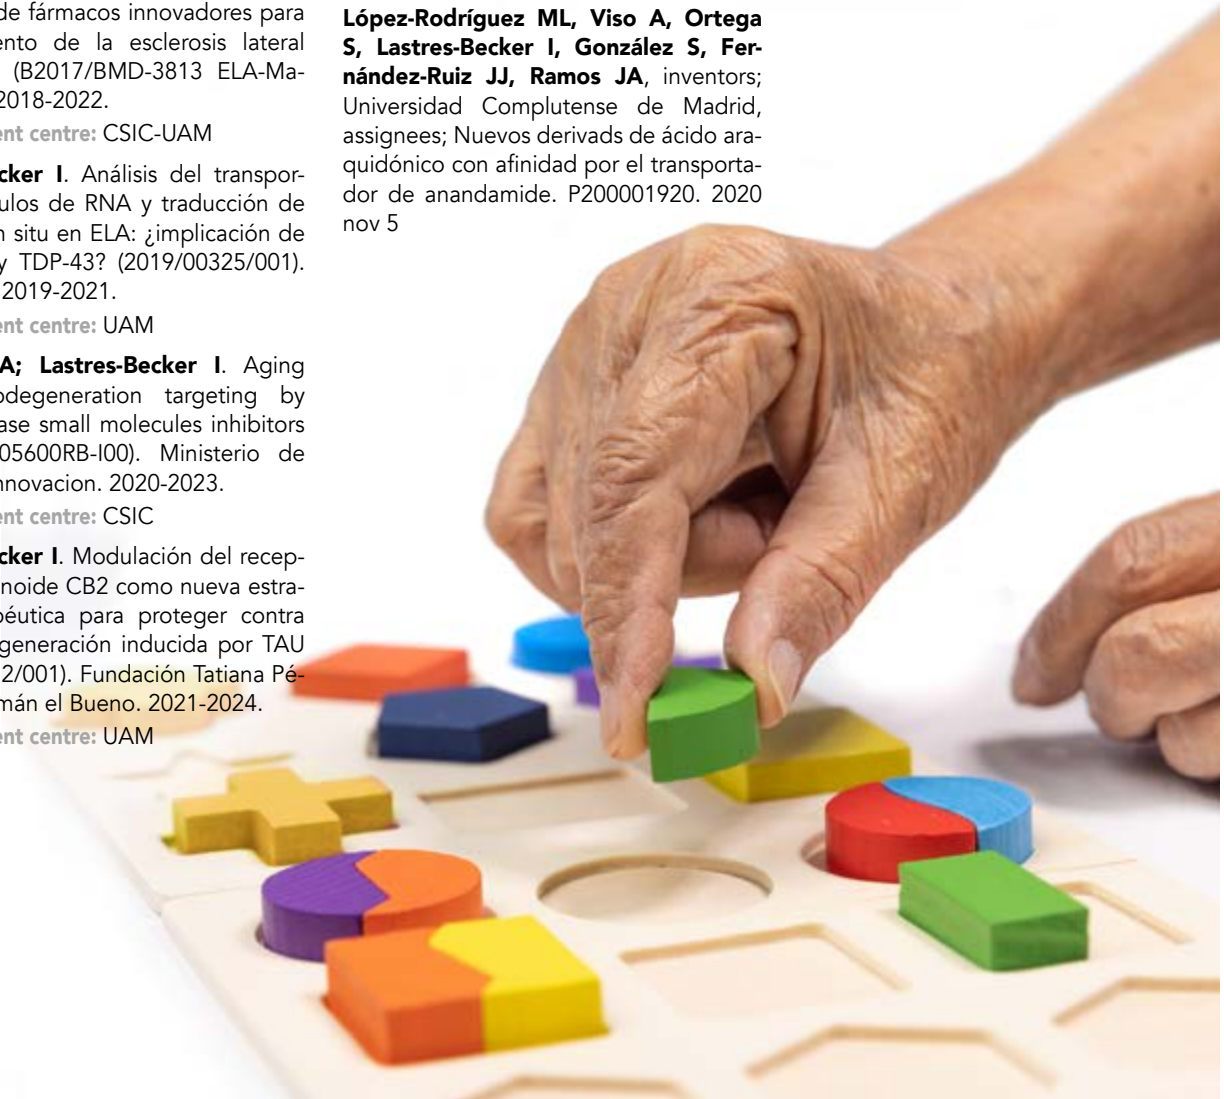 de fármacos innovadores para
ento de la esclerosis lateral
(B2017/BMD-3813 ELA-Ma-
2018-2022.
ent centre: CSIC-UAM
cker I. Análisis del transpor-
ulos de RNA y traducción de
n situ en ELA: ¿implicación de
y TDP-43? (2019/00325/001).
2019-2021.
ent centre: UAM
A; Lastres-Becker I. Aging
odegeneration targeting by
ase small molecules inhibitors
05600RB-I00). Ministerio de
nnovacion. 2020-2023.
ent centre: CSIC
cker I. Modulación del recep-
noide CB2 como nueva estra-
péutica para proteger contra
generación inducida por TAU
2/001). Fundación Tatiana Pé-
mán el Bueno. 2021-2024.
ent centre: UAM
López-Rodríguez ML, Viso A, Ortega
S, Lastres-Becker I, González S, Fer-
nández-Ruiz JJ, Ramos JA, inventors;
Universidad Complutense de Madrid,
assignees; Nuevos derivads de ácido ara-
quidónico con afinidad por el transporta-
dor de anandamide. P200001920. 2020
nov 5